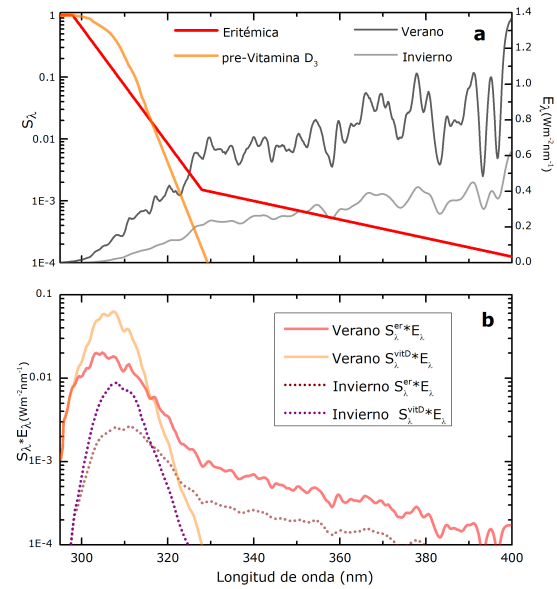 1
0.1
0.01
1E-3
1E-4
Sλ
Eritémica
pre-Vitamina D3
Verano
Invierno
a
1.4
1.2
1.0
0.8
0.6
0.4
0.2
0.0
Eλ(Wm-2nm-1)
b
0.1
0.01
1E-3
1E-4
Sλ*Eλ(Wm-2nm-1)
Verano Sλer*Eλ
Verano SλvitD*Eλ
Invierno Sλer*Eλ
Invierno SλvitD*Eλ
300 320 340 360 380 400
Longitud de onda (nm)